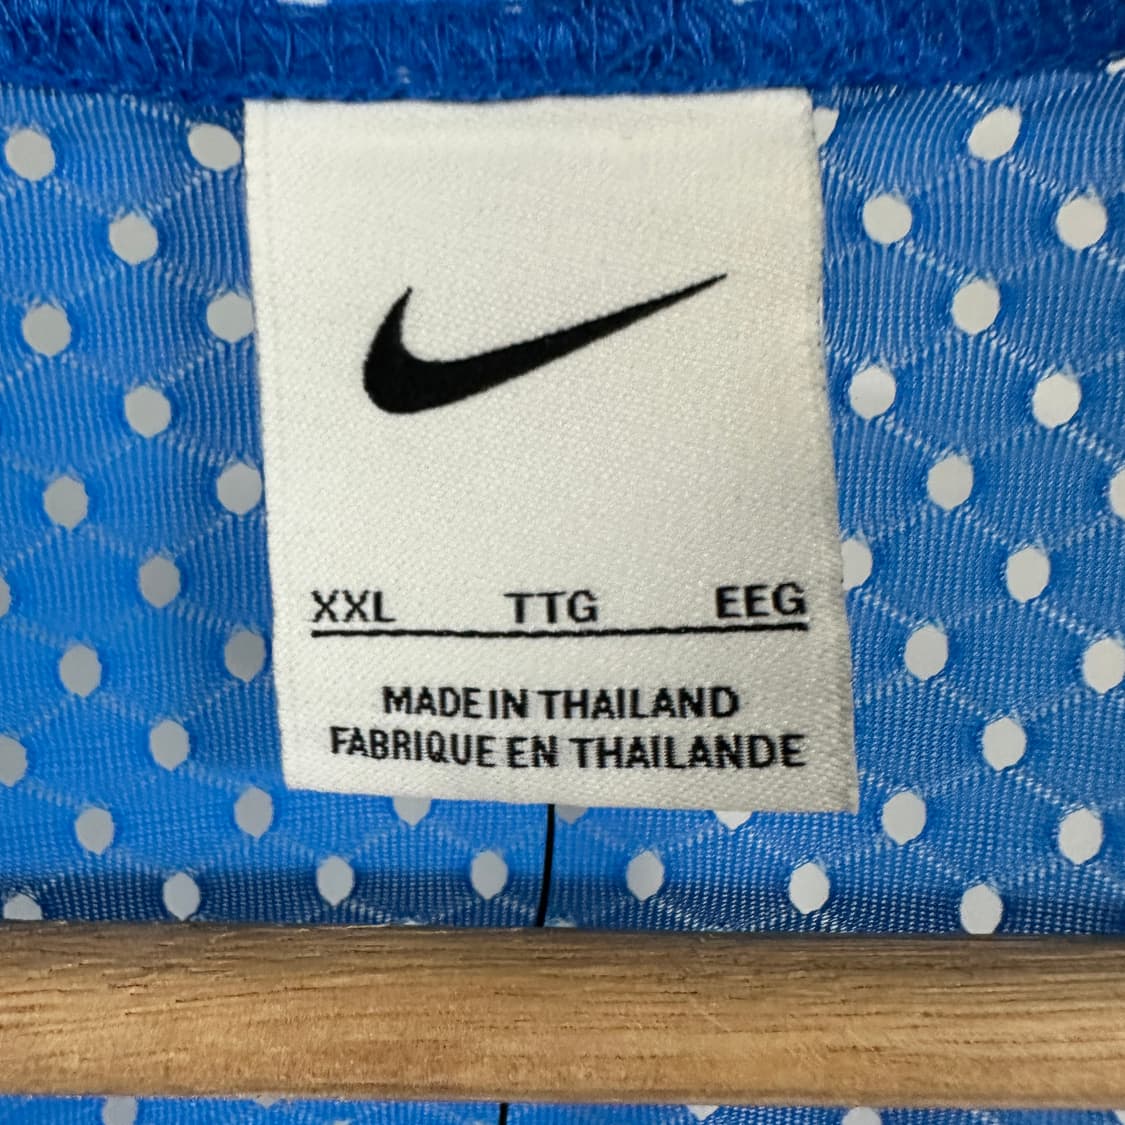 XXL TTG EEG
MADE IN THAILAND
FABRIQUE EN THAILANDE